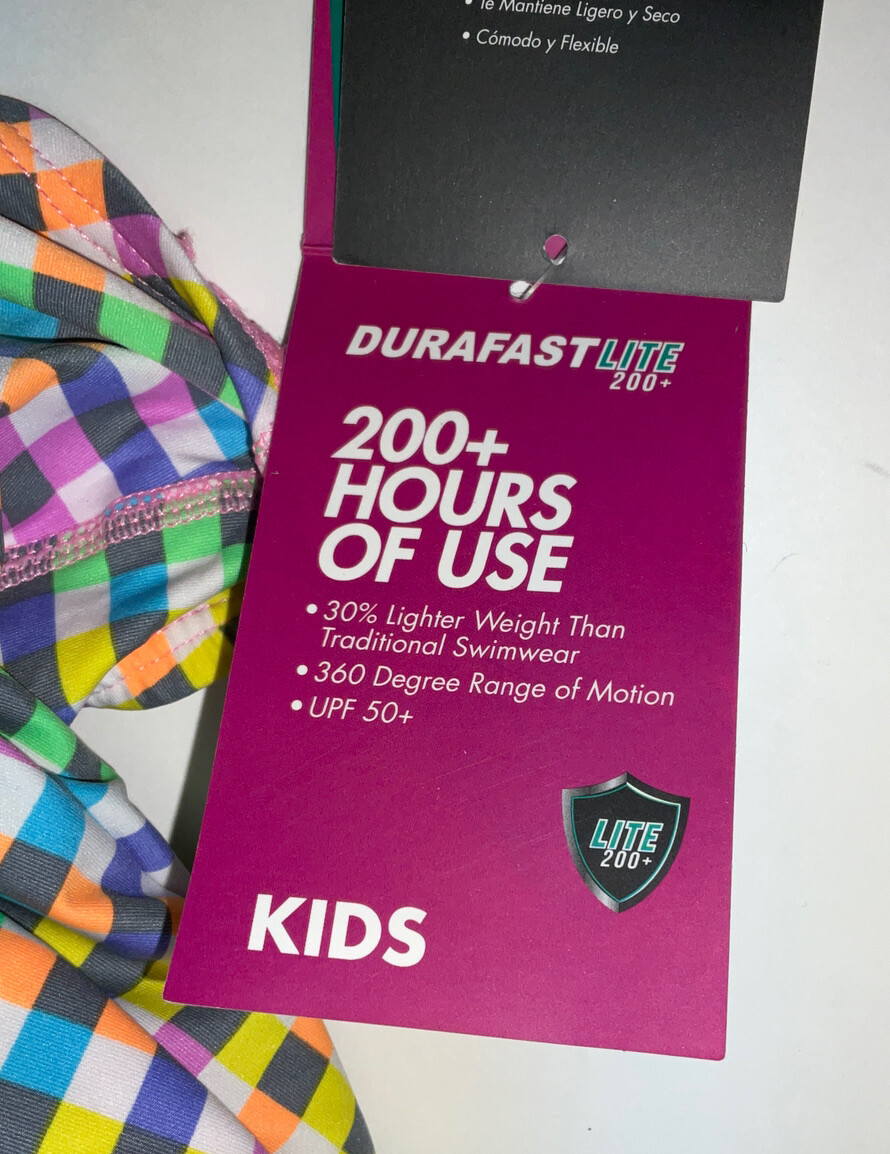 • Te Mantiene Ligero y Seco
• Cómodo y Flexible
DURAFASTLITE
200+
200+
HOURS
OF USE
• 30% Lighter Weight Than
Traditional Swimwear
• 360 Degree Range of Motion
• UPF 50+
LITE
200+
KIDS